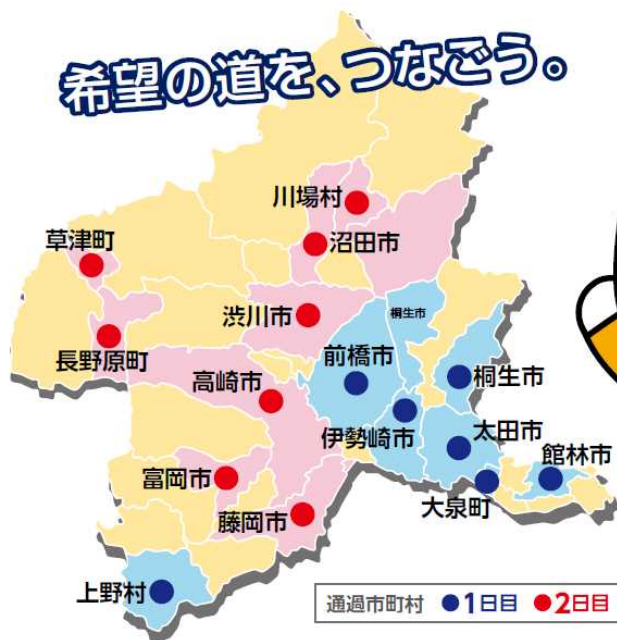 希望の道を、つなごう。
川場村
沼田市
草津町
渋川市
桐生市
長野原町
前橋市
高崎市
桐生市
伊勢崎市
太田市
館林市
富岡市
大泉町
藤岡市
上野村
通過市町村 ●1日目 ●2日目